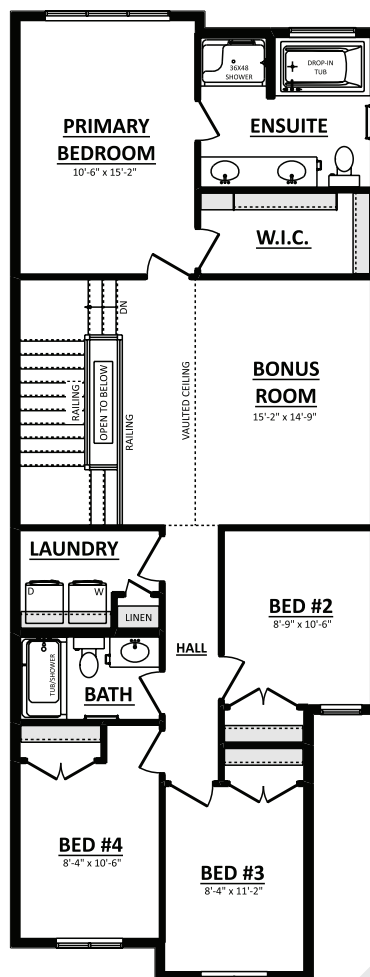 36X48
SHOWER
DROP-IN
TUB
PRIMARY
BEDROOM
10'-6" x 15'-2"
ENSUITE
W.I.C.
DN
RAILING
OPEN TO BELOW
RAILING
VAULTED CEILING
BONUS
ROOM
15'-2" x 14'-9"
LAUNDRY
D
W
LINEN
BED #2
8'-9" x 10'-6"
HALL
TUB/SHOWER
BATH
BED #4
8'-4" x 10'-6"
BED #3
8'-4" x 11'-2"